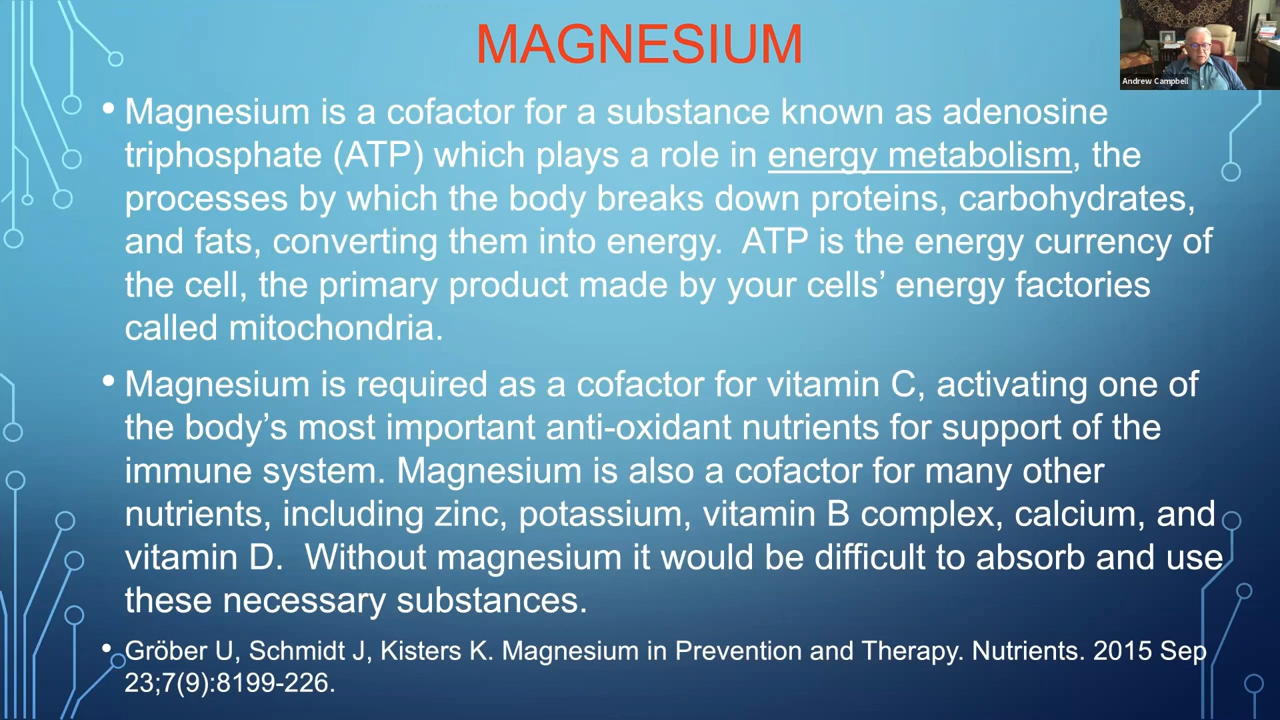 MAGNESIUM
Andrew Campbell
• Magnesium is a cofactor for a substance known as adenosine
triphosphate (ATP) which plays a role in energy metabolism, the
processes by which the body breaks down proteins, carbohydrates,
and fats, converting them into energy.  ATP is the energy currency of
the cell, the primary product made by your cells’ energy factories
called mitochondria.
• Magnesium is required as a cofactor for vitamin C, activating one of
the body’s most important anti-oxidant nutrients for support of the
immune system. Magnesium is also a cofactor for many other
nutrients, including zinc, potassium, vitamin B complex, calcium, and
vitamin D.  Without magnesium it would be difficult to absorb and use
these necessary substances.
• Gröber U, Schmidt J, Kisters K. Magnesium in Prevention and Therapy. Nutrients. 2015 Sep
23;7(9):8199-226.